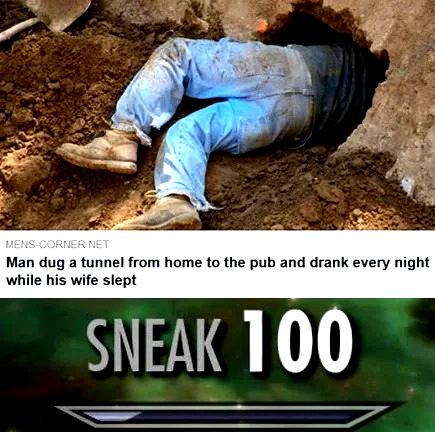 MENS-CORNER.NET
Man dug a tunnel from home to the pub and drank every night
while his wife slept
SNEAK 100